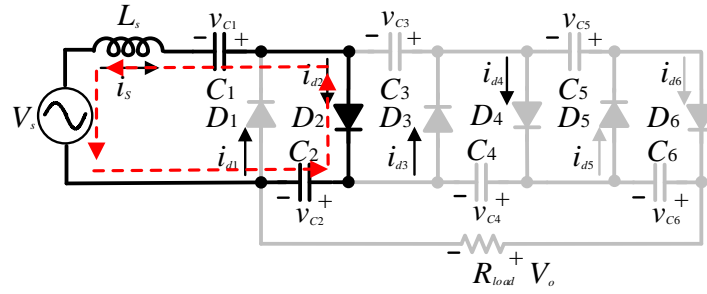 Ls
− vC1 +
− vC3 +
− vC5 +
C1
C3
C5
is
id2
id4
id6
Vs
D1
D2
D3
D4
D5
D6
id1
C2
id3
C4
id5
C6
− vC2 +
− vC4 +
− vC6 +
− +
Rload Vo